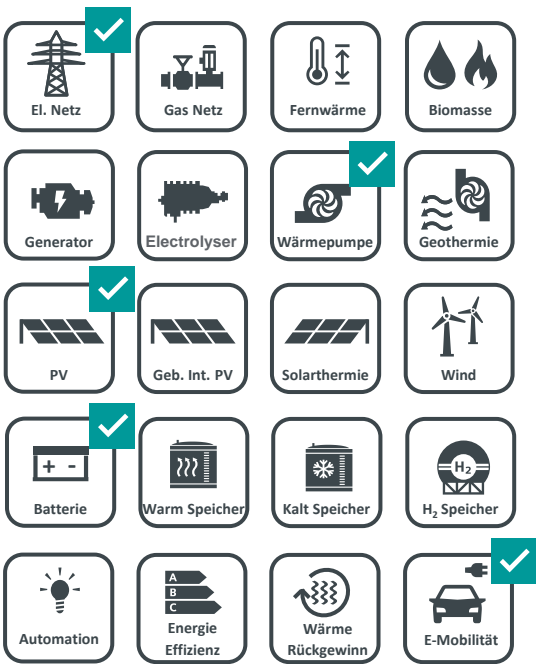 El. Netz
Gas Netz
Fernwärme
Biomasse
Generator
Electrolyser
Wärmepumpe
Geothermie
PV
Geb. Int. PV
Solarthermie
Wind
+ -
H₂
Batterie
Warm Speicher
Kalt Speicher
H₂ Speicher
A
B
C
Automation
Energie
Effizienz
Wärme
Rückgewinn
E-Mobilität